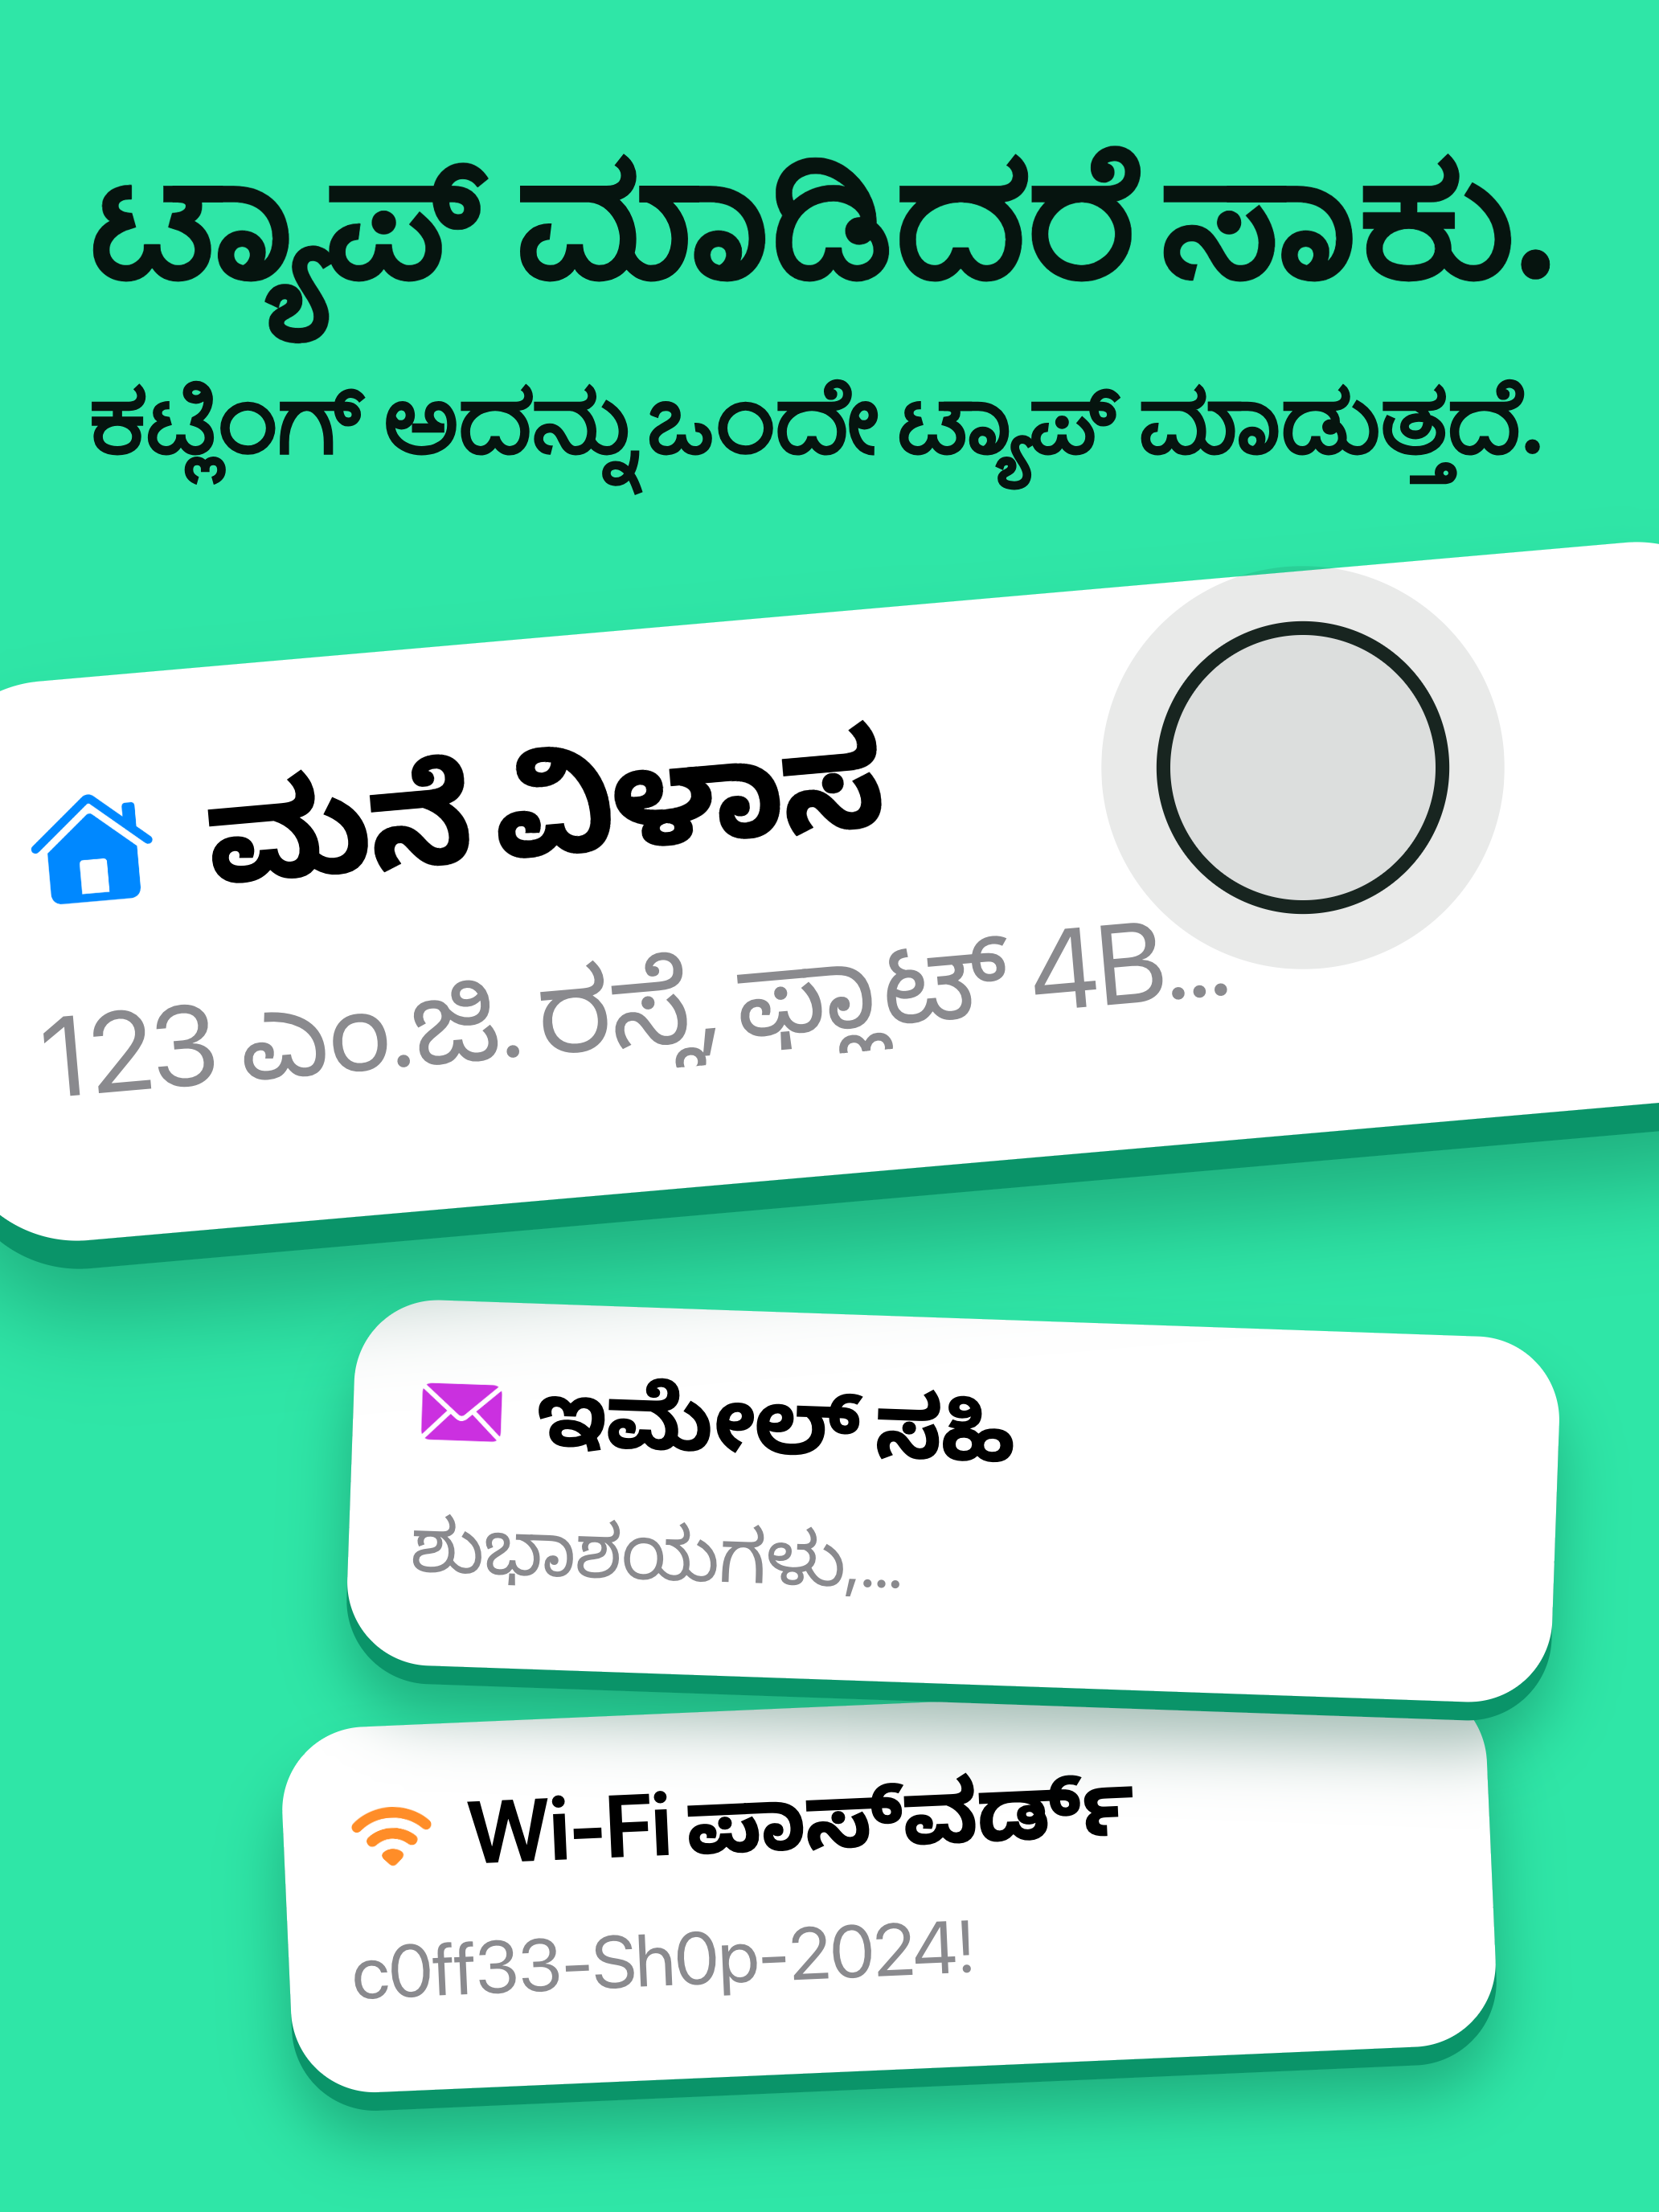 ಟ್ಯಾಪ್ ಮಾಡಿದರೆ ಸಾಕು.
ಕಟ್ಲಿಂಗ್ ಅದನ್ನು ಒಂದೇ ಟ್ಯಾಪ್ ಮಾಡುತ್ತದೆ.
ಮನೆ ವಿಳಾಸ
123 ಎಂ.ಜಿ. ರಸ್ತೆ, ಫ್ಲಾಟ್ 4B...
ಇಮೇಲ್ ಸಹಿ
ಶುಭಾಶಯಗಳು,...
Wi-Fi ಪಾಸ್‌ವರ್ಡ್
c0ff33-Sh0p-2024!